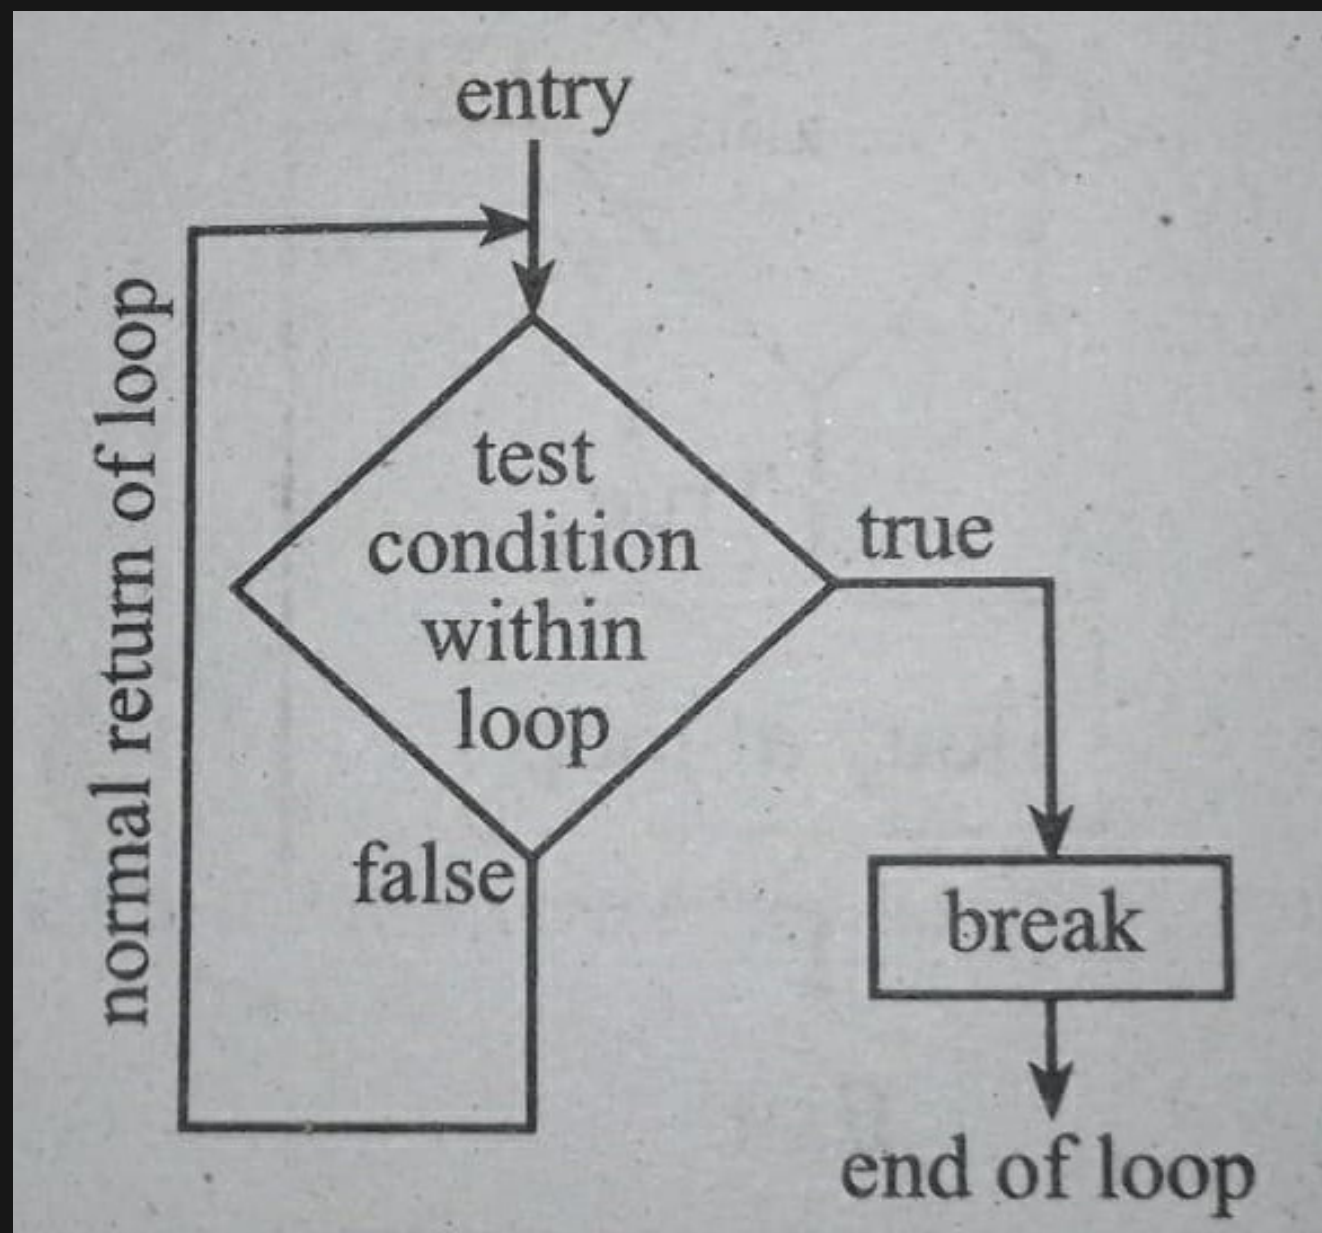 entry
normal return of loop
test
condition
within
loop
true
false
break
end of loop